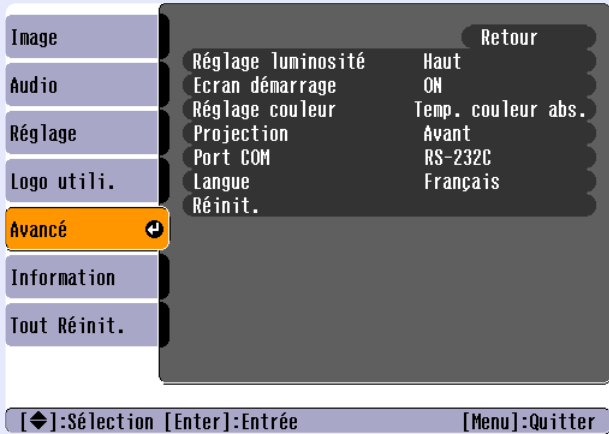 Image
Audio
Réglage
Logo utili.
Avancé
Information
Tout Réinit.
Retour
Réglage luminosité Haut
Ecran démarrage ON
Réglage couleur Temp. couleur abs.
Projection Avant
Port COM RS-232C
Langue Français
Réinit.
[◆]:Sélection [Enter]:Entrée [Menu]:Quitter